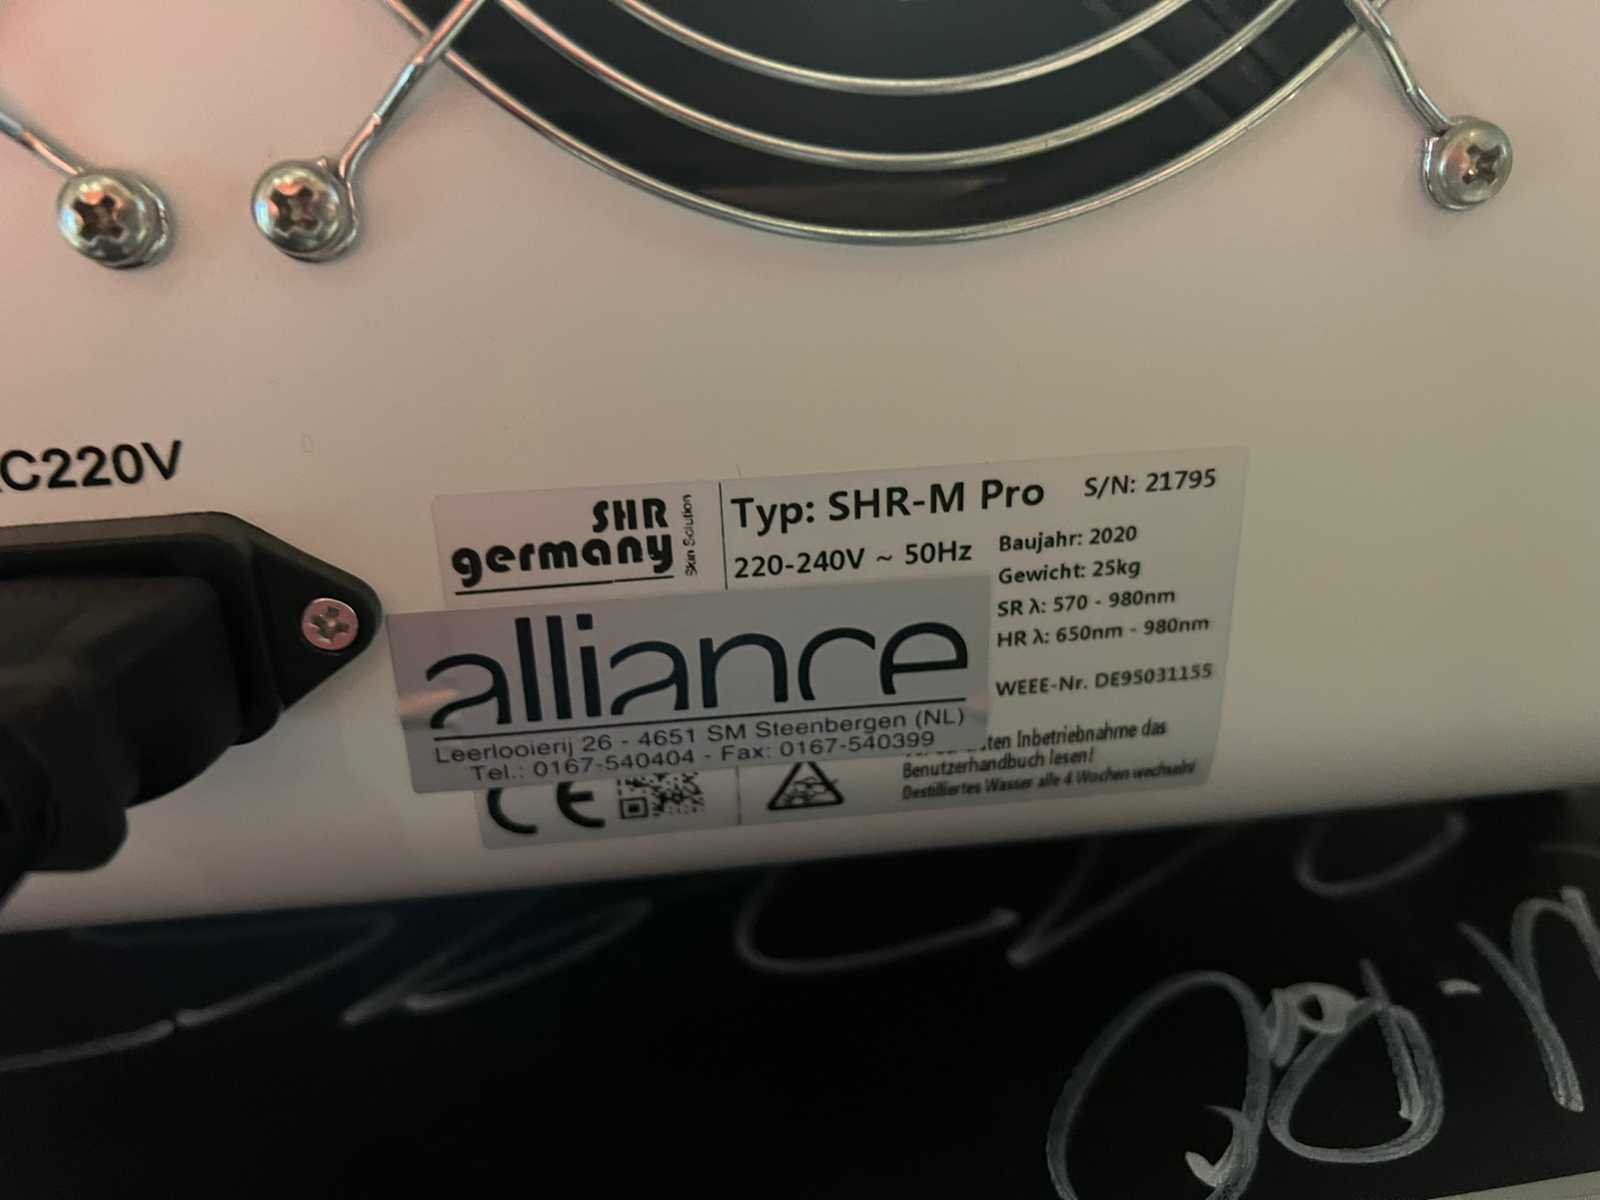 AC220V
SHR
germany
Skin Solution
Typ: SHR-M Pro
S/N: 21795
220-240V ~ 50Hz
Baujahr: 2020
Gewicht: 25kg
SR λ: 570 - 980nm
HR λ: 650nm - 980nm
WEEE-Nr. DE95031155
alliance
Leerlooierij 26 - 4651 SM Steenbergen (NL)
Tel.: 0167-540404 - Fax: 0167-540399
Inbetriebnahme das
Benutzerhandbuch lesen!
Destilliertes Wasser alle 4 Wochen wechseln!
CE